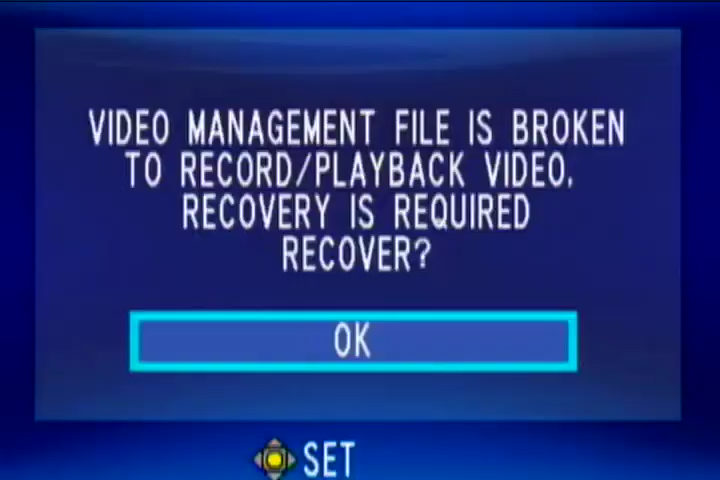 VIDEO MANAGEMENT FILE IS BROKEN
TO RECORD/PLAYBACK VIDEO.
RECOVERY IS REQUIRED
RECOVER?
OK
SET